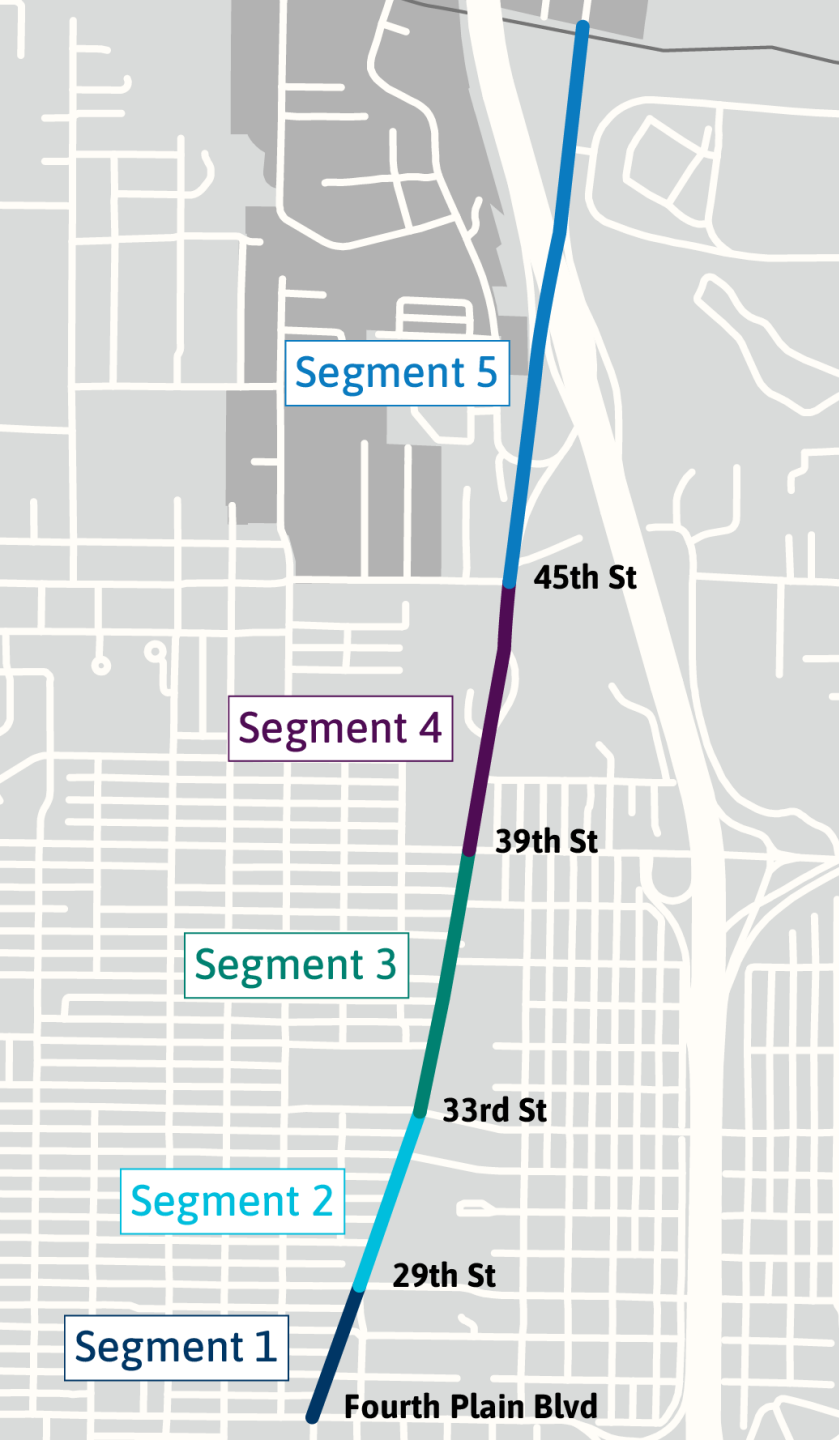 Segment 5
45th St
Segment 4
39th St
Segment 3
33rd St
Segment 2
29th St
Segment 1
Fourth Plain Blvd